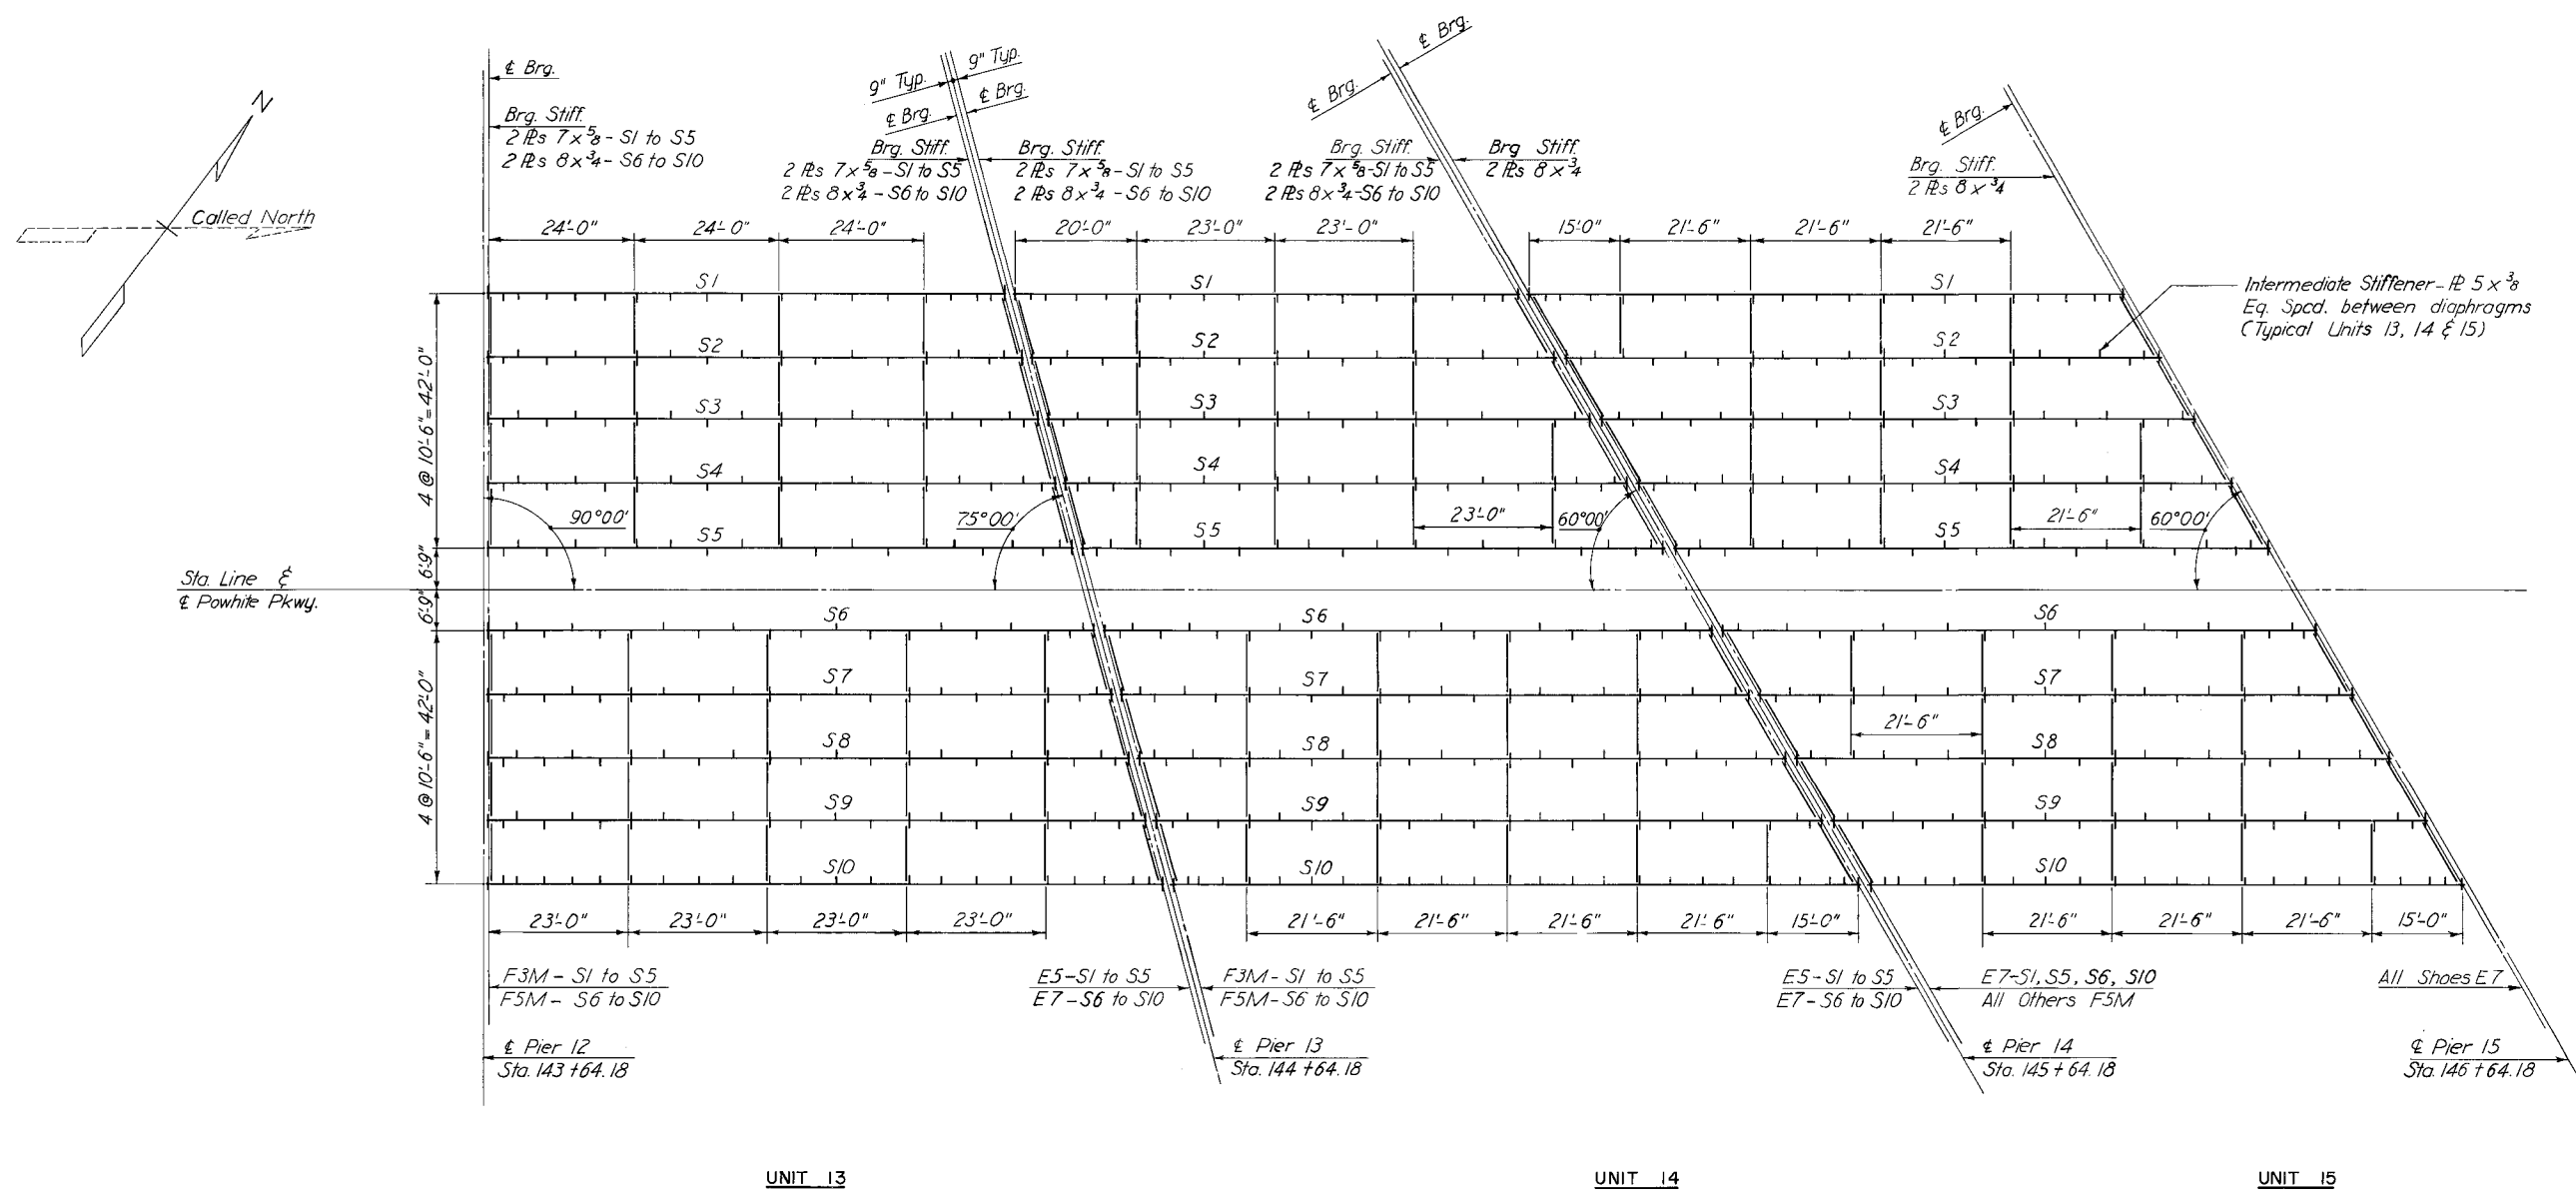 N
Called North
℄ Brg.
Brg. Stiff.
2 ℙs 7 x 5/8 - S1 to S5
2 ℙs 8 x 3/4 - S6 to S10
9" Typ.
9" Typ.
℄ Brg.
℄ Brg.
Brg. Stiff.
2 ℙs 7 x 5/8 - S1 to S5
2 ℙs 8 x 3/4 - S6 to S10
Brg. Stiff.
2 ℙs 7 x 5/8 - S1 to S5
2 ℙs 8 x 3/4 - S6 to S10
℄ Brg.
℄ Brg.
Brg. Stiff.
2 ℙs 7 x 5/8 - S1 to S5
2 ℙs 8 x 3/4 - S6 to S10
Brg Stiff.
2 ℙs 8 x 3/4
℄ Brg.
Brg. Stiff.
2 ℙs 8 x 3/4
24'-0" 24'-0" 24'-0" 20'-0" 23'-0" 23'-0" 15'-0" 21'-6" 21'-6" 21'-6"
Intermediate Stiffener - ℙ 5 x 3/8
Eq. Spcd. between diaphragms
(Typical Units 13, 14 & 15)
S1 S1 S1
S2 S2 S2
S3 S3 S3
S4 S4 S4
4 @ 10'-6" = 42'-0"
90°00' 75°00' 23'-0" 60°00' 21'-6" 60°00'
S5 S5 S5
6'-9"
Sta. Line &
℄ Powhite Pkwy.
6'-9"
S6 S6 S6
S7 S7 S7
21'-6"
S8 S8 S8
4 @ 10'-6" = 42'-0"
S9 S9 S9
S10 S10 S10
23'-0" 23'-0" 23'-0" 23'-0" 21'-6" 21'-6" 21'-6" 21'-6" 15'-0" 21'-6" 21'-6" 21'-6" 15'-0"
F3M - S1 to S5
F5M - S6 to S10
E5 - S1 to S5
E7 - S6 to S10
F3M - S1 to S5
F5M - S6 to S10
E5 - S1 to S5
E7 - S6 to S10
E7-S1, S5, S6, S10
All Others F5M
All Shoes E7
℄ Pier 12
Sta. 143 + 64.18
℄ Pier 13
Sta. 144 + 64.18
℄ Pier 14
Sta. 145 + 64.18
℄ Pier 15
Sta. 146 + 64.18
UNIT 13
UNIT 14
UNIT 15